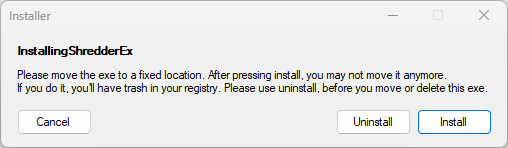 Installer
InstallingShredderEx
Please move the exe to a fixed location. After pressing install, you may not move it anymore.
If you do it, you'll have trash in your registry. Please use uninstall, before you move or delete this exe.
Cancel Uninstall Install